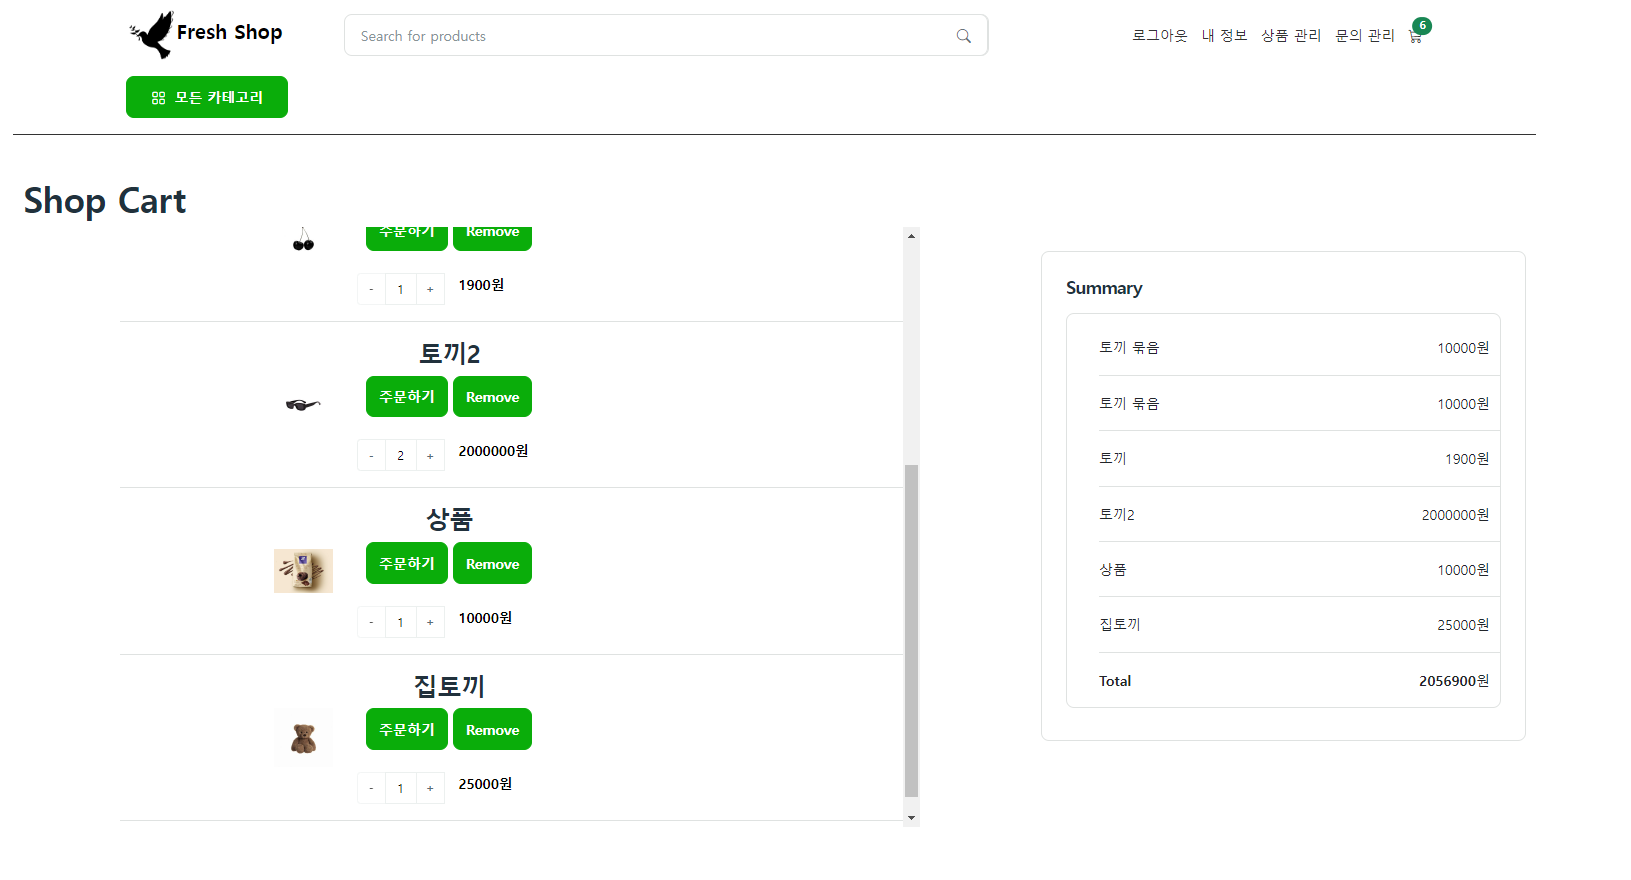 Fresh Shop
Search for products
로그아웃 내 정보 상품 관리 문의 관리 6
모든 카테고리
Shop Cart
주문하기 Remove
- 1 + 1900원
토끼2
주문하기 Remove
- 2 + 2000000원
상품
주문하기 Remove
- 1 + 10000원
집토끼
주문하기 Remove
- 1 + 25000원
Summary
토끼 묶음 10000원
토끼 묶음 10000원
토끼 1900원
토끼2 2000000원
상품 10000원
집토끼 25000원
Total 2056900원